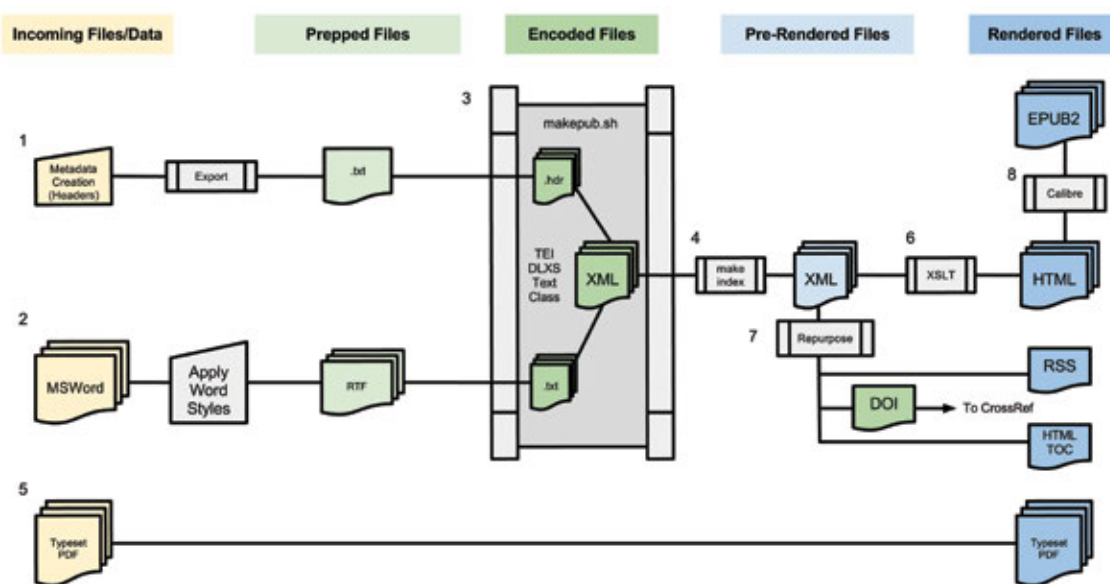 Incoming Files/Data
Prepped Files
Encoded Files
Pre-Rendered Files
Rendered Files
3
makepub.sh
EPUB2
1
Metadata
Creation
(Headers)
Export
.txt
.hdr
8
Calibre
TEI
DLXS
Text
Class
XML
4
make
index
XML
6
XSLT
HTML
2
MSWord
Apply
Word
Styles
RTF
.txt
7
Repurpose
RSS
DOI
To CrossRef
HTML
TOC
5
Typeset
PDF
Typeset
PDF